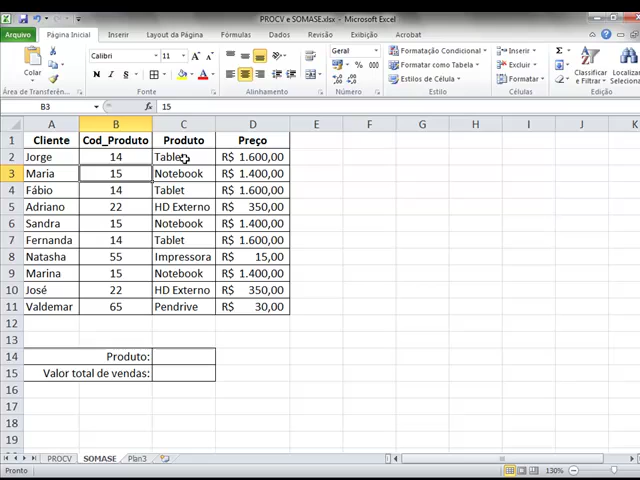 PROCV e SOMASE.xlsx - Microsoft Excel
Arquivo Página Inicial Inserir Layout da Página Fórmulas Dados Revisão Exibição Acrobat
Colar
Calibri 11
N I S
Geral
% 000
Formatação Condicional
Formatar como Tabela
Estilos de Célula
Inserir
Excluir
Formatar
Σ
Classificar e Filtrar
Localizar e Selecionar
Área de Transferên... Fonte Alinhamento Número Estilo Células Edição
B3 fx 15
A B C D E F G H I J K
1 Cliente Cod_Produto Produto Preço
2 Jorge 14 Tablet R$ 1.600,00
3 Maria 15 Notebook R$ 1.400,00
4 Fábio 14 Tablet R$ 1.600,00
5 Adriano 22 HD Externo R$ 350,00
6 Sandra 15 Notebook R$ 1.400,00
7 Fernanda 14 Tablet R$ 1.600,00
8 Natasha 55 Impressora R$ 15,00
9 Marina 15 Notebook R$ 1.400,00
10 José 22 HD Externo R$ 350,00
11 Valdemar 65 Pendrive R$ 30,00
12
13
14 Produto:
15 Valor total de vendas:
16
17
18
19
PROCV SOMASE Plan3
Pronto 130%